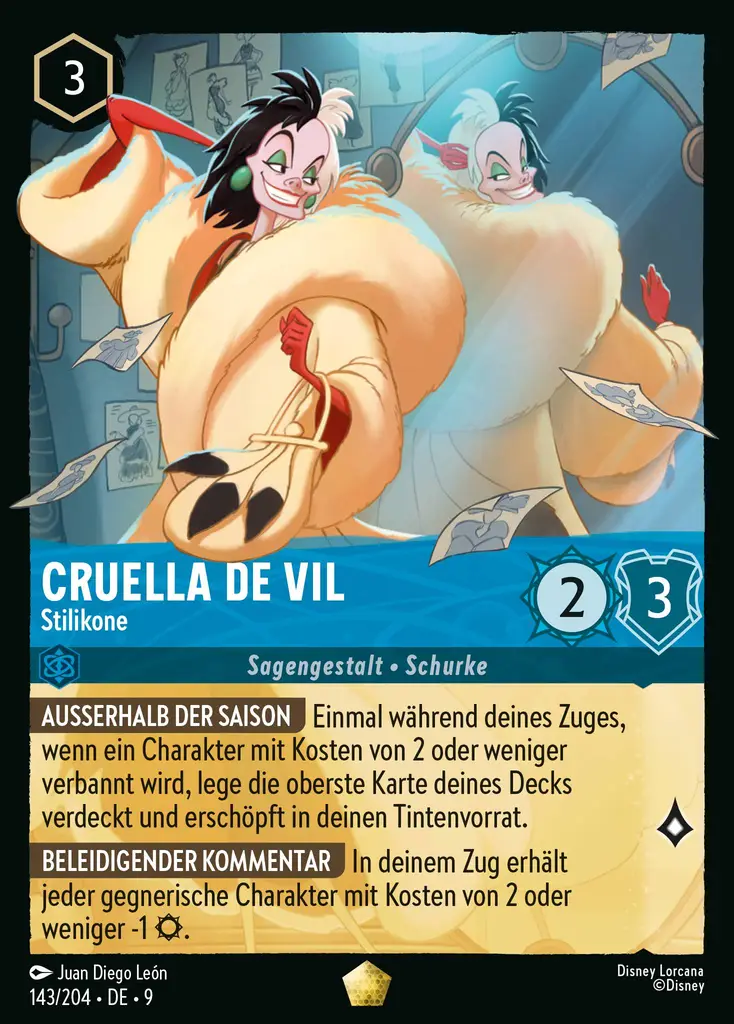 3
CRUELLA DE VIL
Stilikone
2
3
Sagengestalt • Schurke
AUSSERHALB DER SAISON Einmal während deines Zuges,
wenn ein Charakter mit Kosten von 2 oder weniger
verbannt wird, lege die oberste Karte deines Decks
verdeckt und erschöpft in deinen Tintenvorrat.
BELEIDIGENDER KOMMENTAR In deinem Zug erhält
jeder gegnerische Charakter mit Kosten von 2 oder
weniger -1 .
Juan Diego León
143/204 • DE • 9
Disney Lorcana
©Disney